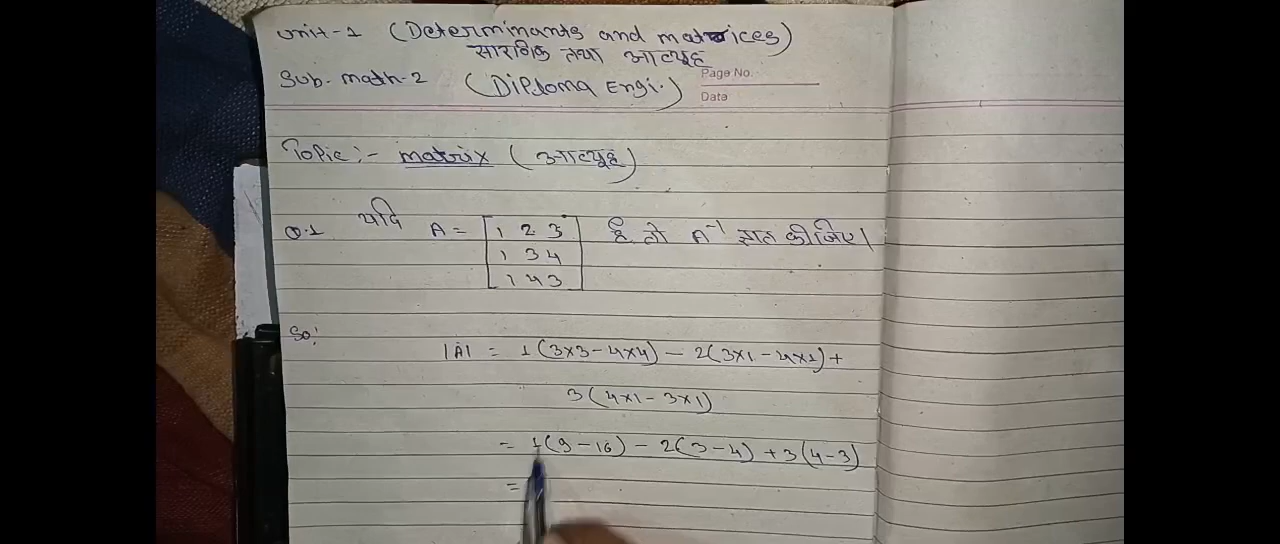 Unit-1 (Determinants and matrices)
सारणिक तथा आव्यूह
Sub. math-2 (Diploma Engi.)
Page No.
Date
Topic:- matrix (आव्यूह)
Q.1 यदि A = [1 2 3] है तो A⁻¹ ज्ञात कीजिए।
1 3 4
1 4 3
So!
|A| = 1(3×3-4×4) - 2(3×1-4×1) +
3(4×1-3×1)
= 1(9-16) - 2(3-4) + 3(4-3)
=